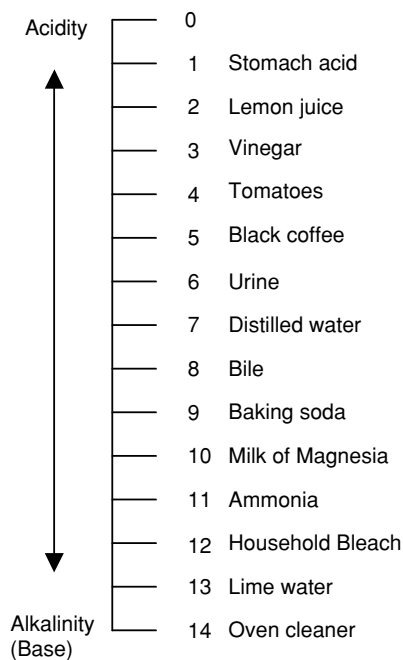 Acidity
0
1 Stomach acid
2 Lemon juice
3 Vinegar
4 Tomatoes
5 Black coffee
6 Urine
7 Distilled water
8 Bile
9 Baking soda
10 Milk of Magnesia
11 Ammonia
12 Household Bleach
13 Lime water
14 Oven cleaner
Alkalinity
(Base)